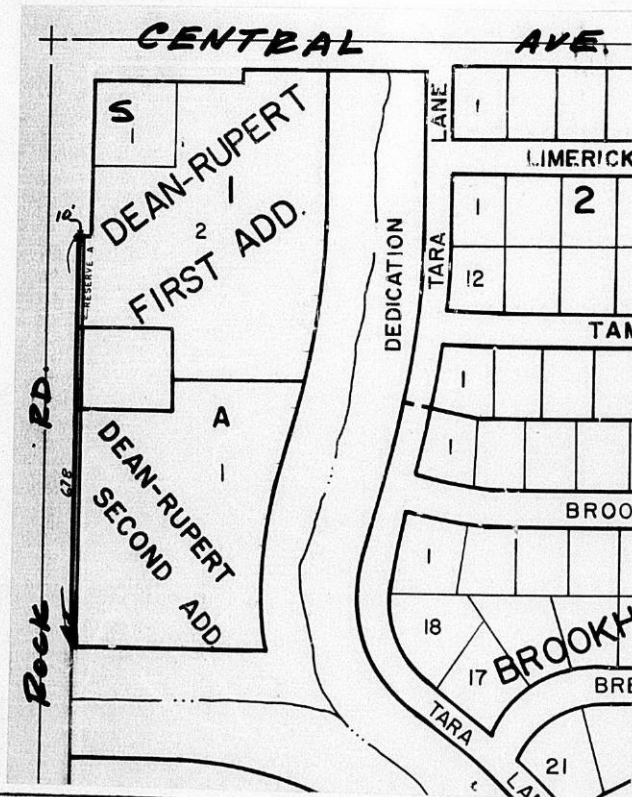 CENTRAL AVE.
S
1
DEAN-RUPERT
1
2
FIRST ADD.
10'
RESERVE A
DEDICATION
LANE
TARA
1
LIMERICK
1
2
12
TAM
1
1
BROO
RD.
678
A
1
DEAN-RUPERT
SECOND ADD.
ROCK
1
18
17
BROOKH
BRE
TARA
LAN
21